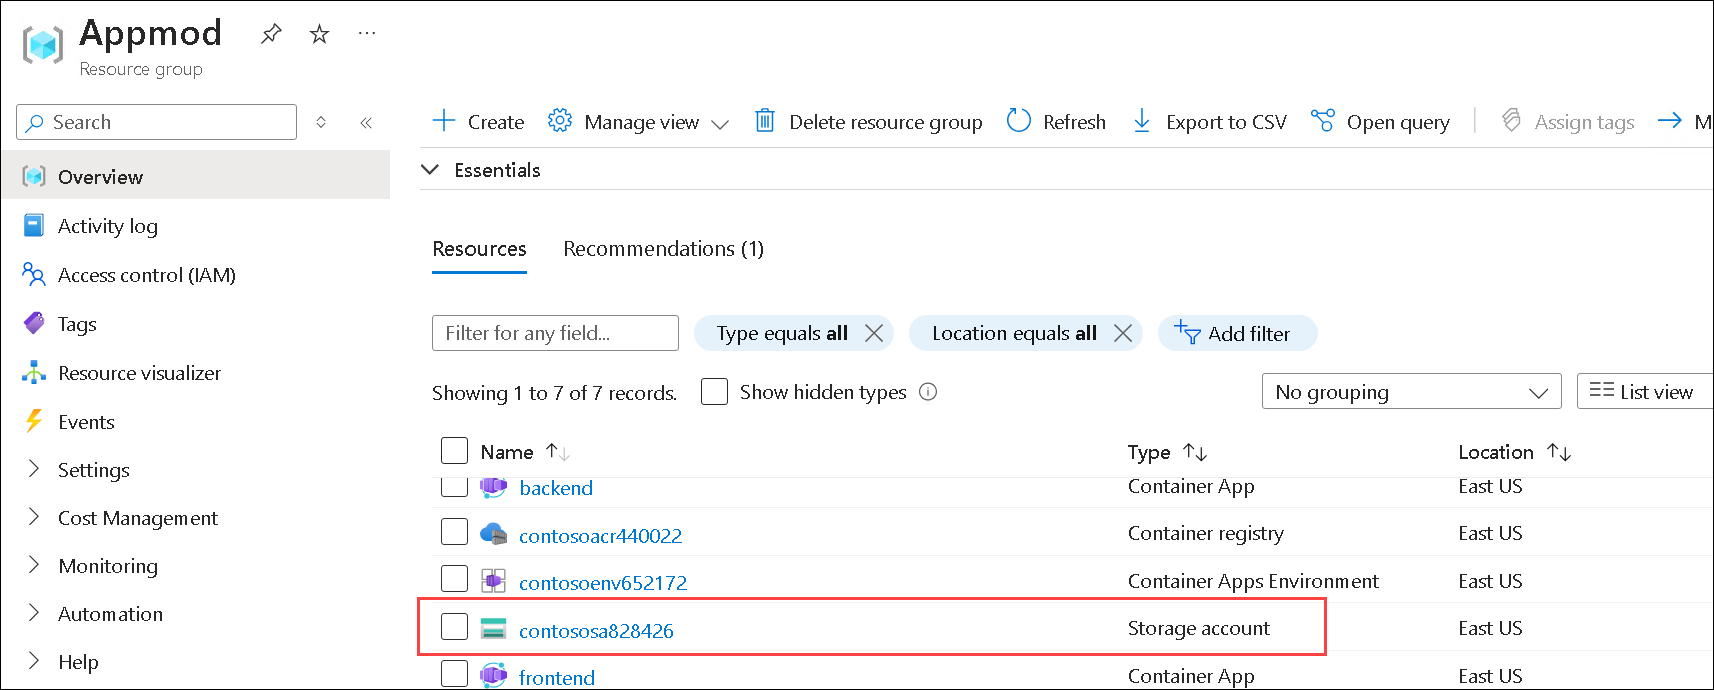 Appmod
Resource group
Search
Create Manage view Delete resource group Refresh Export to CSV Open query Assign tags M
Essentials
Overview
Activity log
Access control (IAM)
Tags
Resource visualizer
Events
Settings
Cost Management
Monitoring
Automation
Help
Resources Recommendations (1)
Filter for any field... Type equals all Location equals all Add filter
Showing 1 to 7 of 7 records. Show hidden types No grouping List view
Name Type Location
backend Container App East US
contosoacr440022 Container registry East US
contosoenv652172 Container Apps Environment East US
contososa828426 Storage account East US
frontend Container App East US